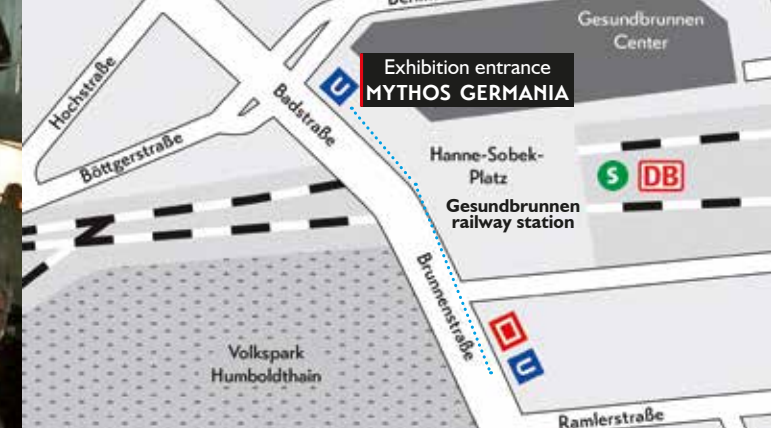 Gesundbrunnen
Center
Exhibition entrance
MYTHOS GERMANIA
U
Hochstraße
Badstraße
Böttgerstraße
Hanne-Sobek-
Platz
S
DB
Gesundbrunnen
railway station
Brunnenstraße
Volkspark
Humboldthain
U
Ramlerstraße